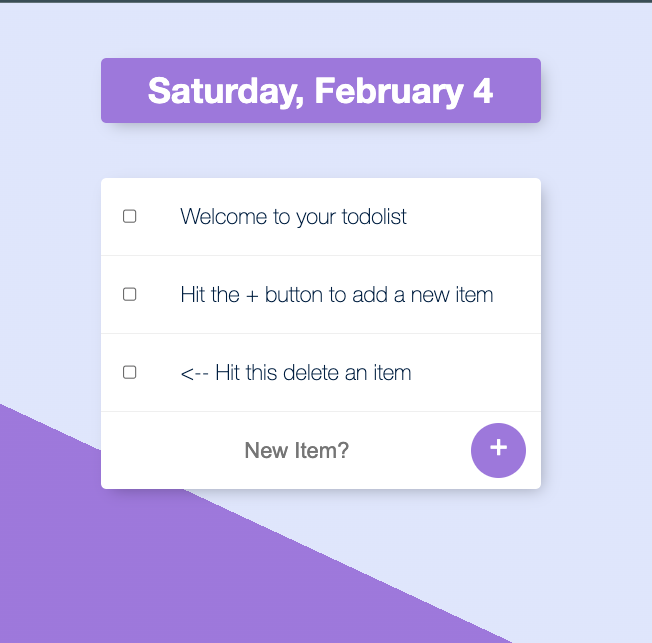 Saturday, February 4
Welcome to your todolist
Hit the + button to add a new item
<-- Hit this delete an item
New Item?
+